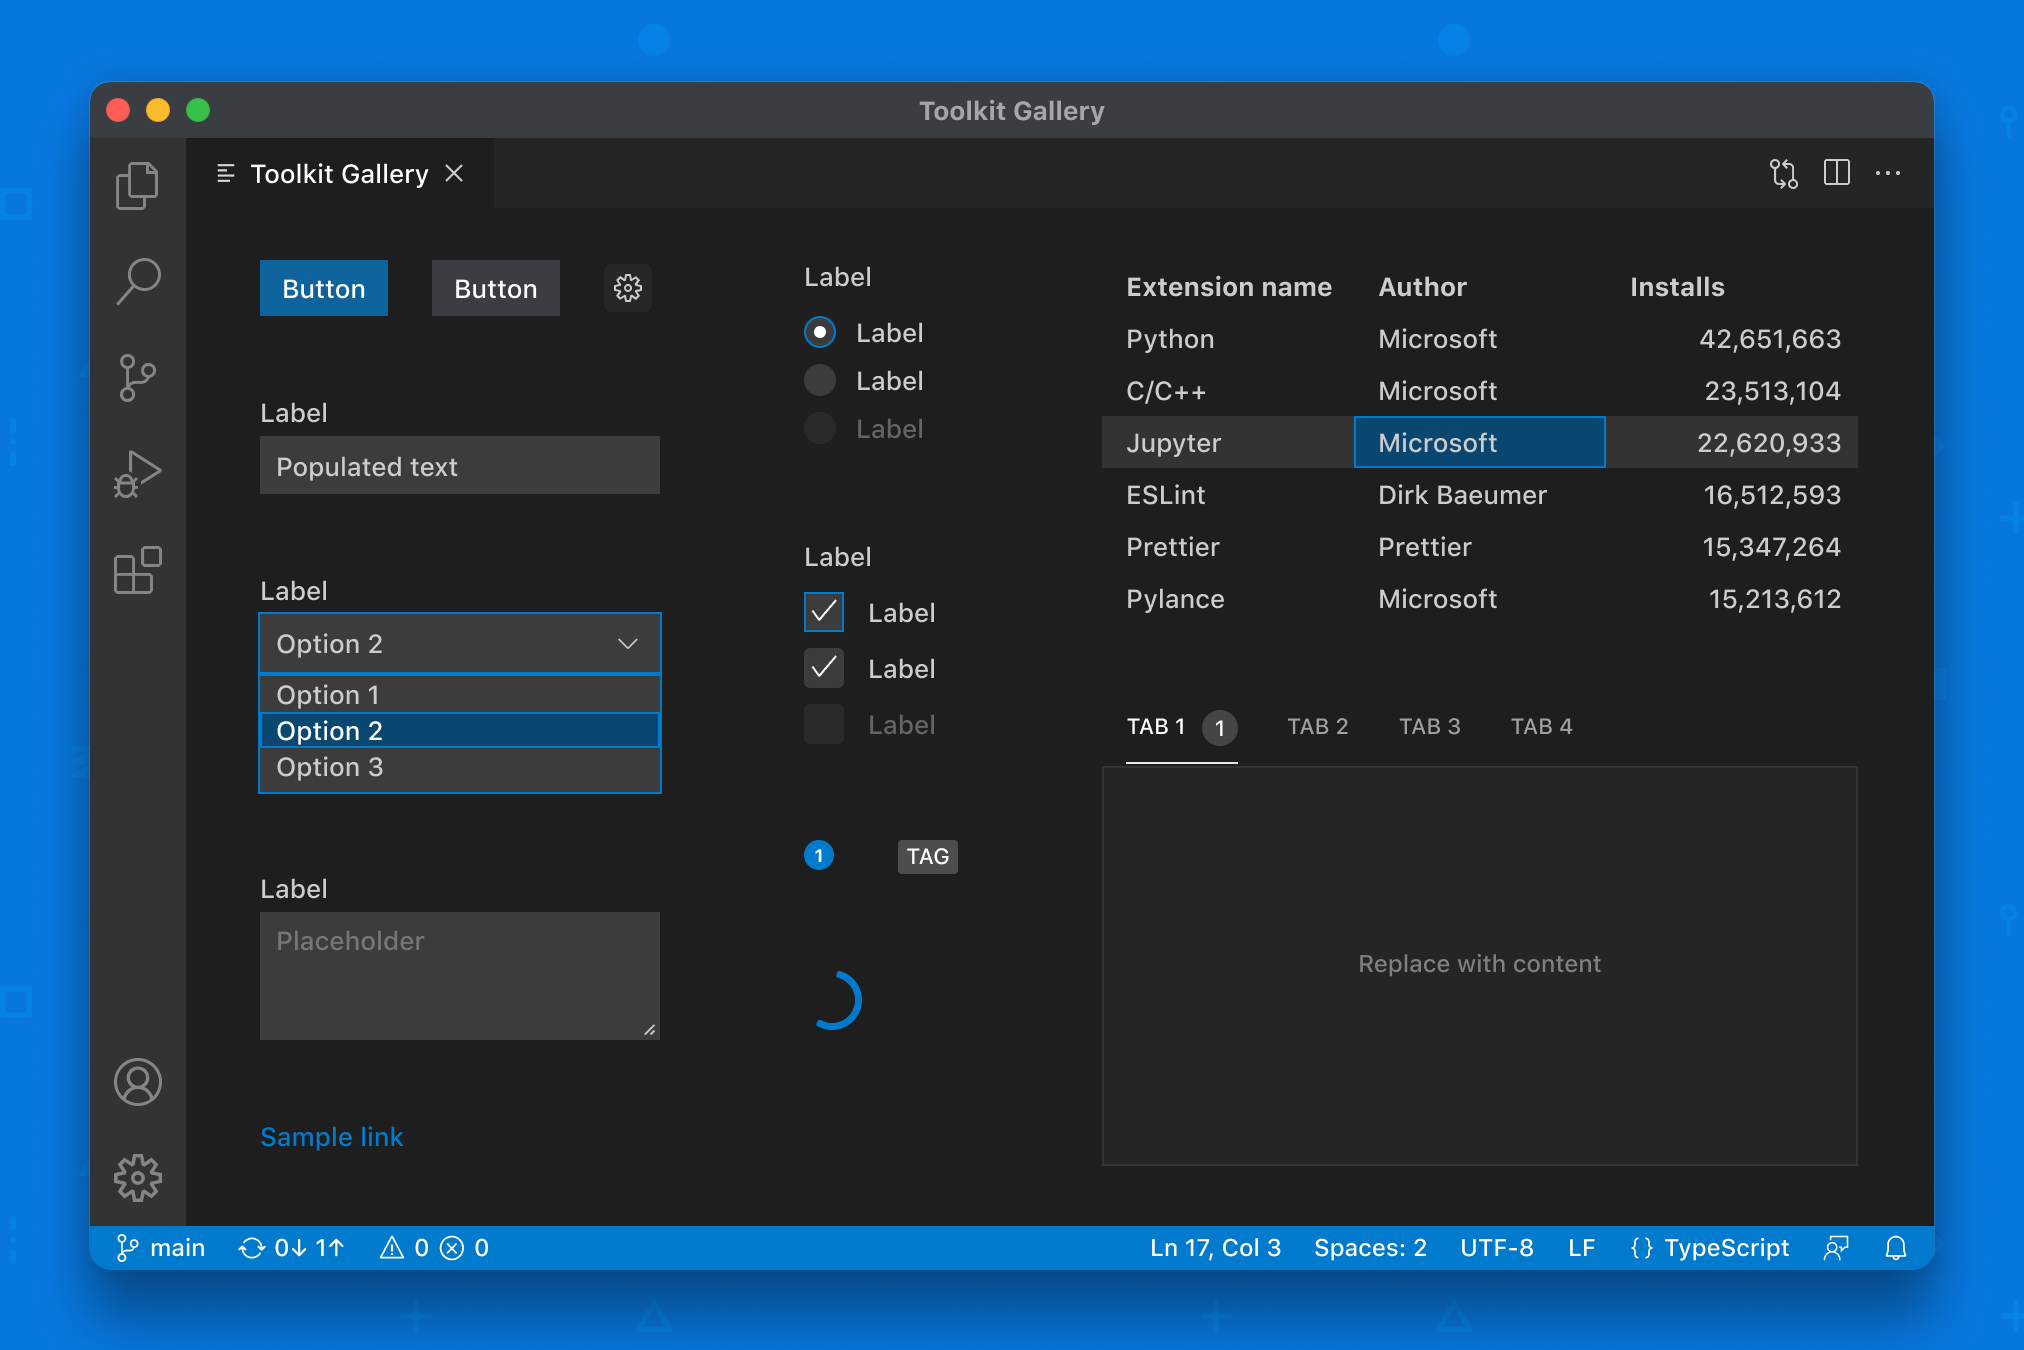 Toolkit Gallery
Toolkit Gallery
Button
Button
Label
Populated text
Label
Option 2
Option 1
Option 2
Option 3
Label
Placeholder
Sample link
Label
Label
Label
Label
Label
Label
Label
Label
1
TAG
Extension name Author Installs
Python Microsoft 42,651,663
C/C++ Microsoft 23,513,104
Jupyter Microsoft 22,620,933
ESLint Dirk Baeumer 16,512,593
Prettier Prettier 15,347,264
Pylance Microsoft 15,213,612
TAB 1 1 TAB 2 TAB 3 TAB 4
Replace with content
main 0↓ 1↑ 0 0 Ln 17, Col 3 Spaces: 2 UTF-8 LF {} TypeScript